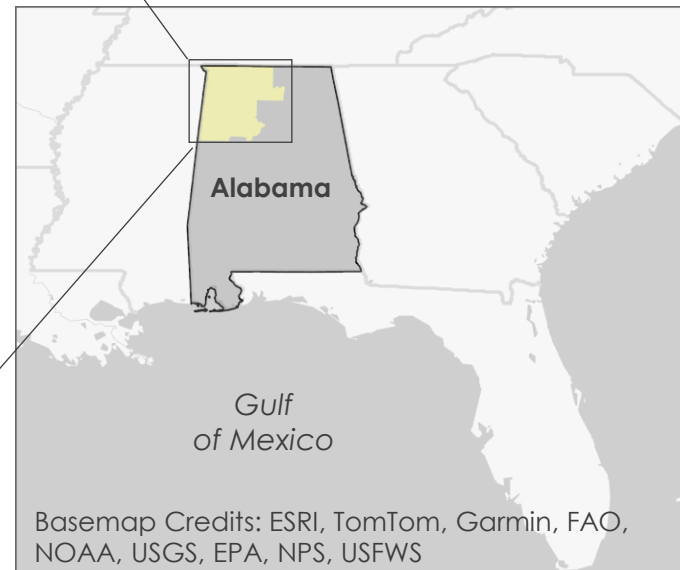 Alabama
Gulf
of Mexico
Basemap Credits: ESRI, TomTom, Garmin, FAO,
NOAA, USGS, EPA, NPS, USFWS